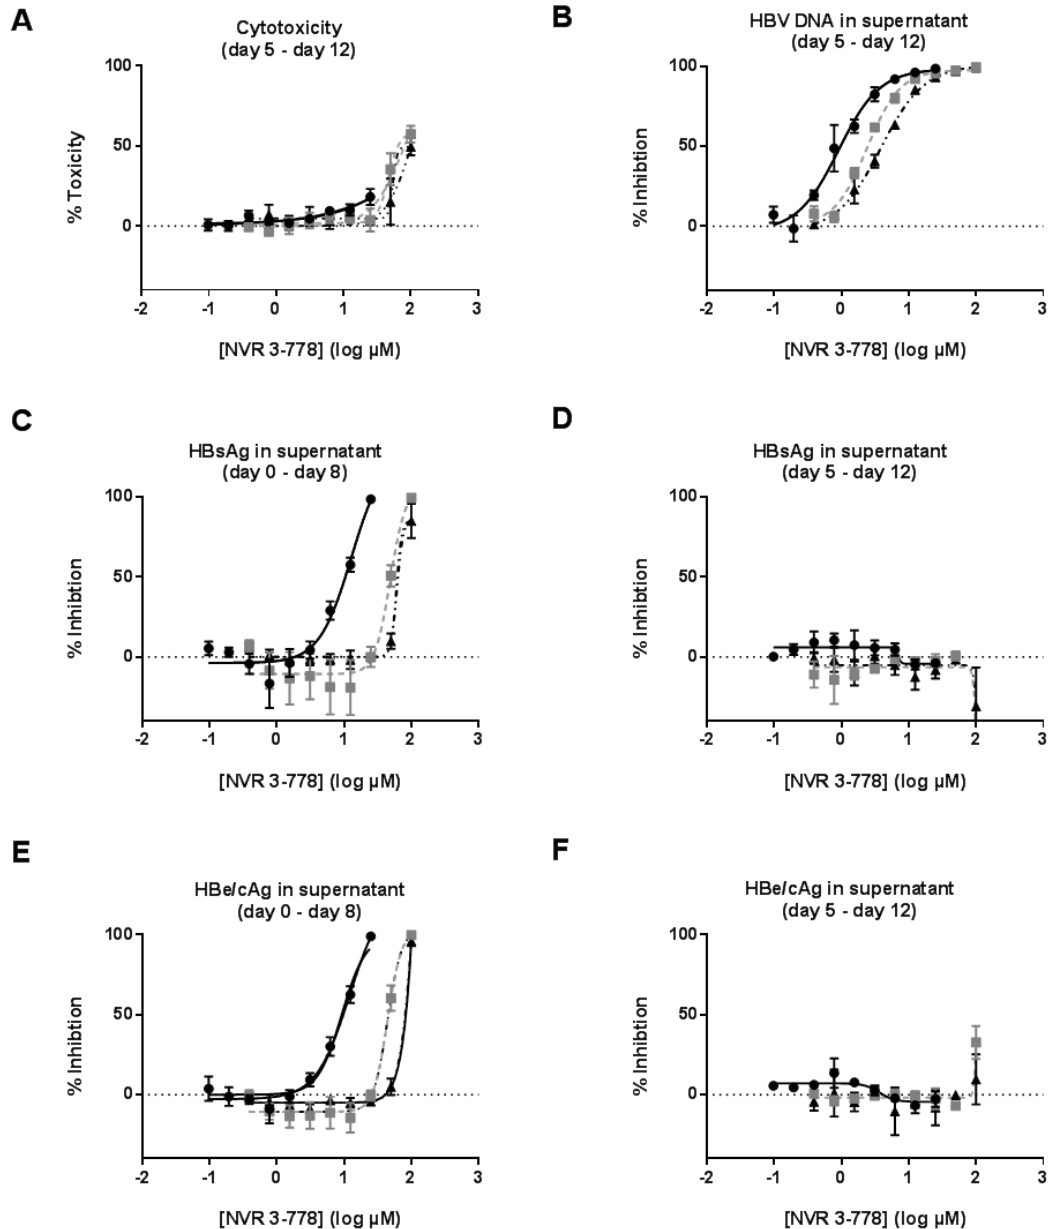 A
Cytotoxicity
(day 5 - day 12)
100
50
0
% Toxicity
-2 -1 0 1 2 3
[NVR 3-778] (log µM)
B
HBV DNA in supernatant
(day 5 - day 12)
100
50
0
% Inhibtion
-2 -1 0 1 2 3
[NVR 3-778] (log µM)
C
HBsAg in supernatant
(day 0 - day 8)
100
50
0
% Inhibtion
-2 -1 0 1 2 3
[NVR 3-778] (log µM)
D
HBsAg in supernatant
(day 5 - day 12)
100
50
0
% Inhibtion
-2 -1 0 1 2 3
[NVR 3-778] (log µM)
E
HBe/cAg in supernatant
(day 0 - day 8)
100
50
0
% Inhibtion
-2 -1 0 1 2 3
[NVR 3-778] (log µM)
F
HBe/cAg in supernatant
(day 5 - day 12)
100
50
0
% Inhibtion
-2 -1 0 1 2 3
[NVR 3-778] (log µM)